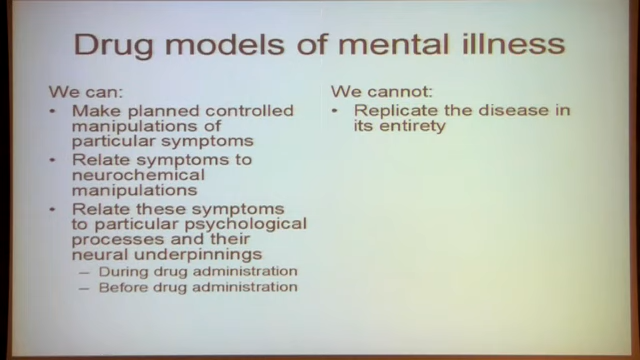 Drug models of mental illness
We can:
• Make planned controlled
manipulations of
particular symptoms
• Relate symptoms to
neurochemical
manipulations
• Relate these symptoms
to particular psychological
processes and their
neural underpinnings
– During drug administration
– Before drug administration
We cannot:
• Replicate the disease in
its entirety